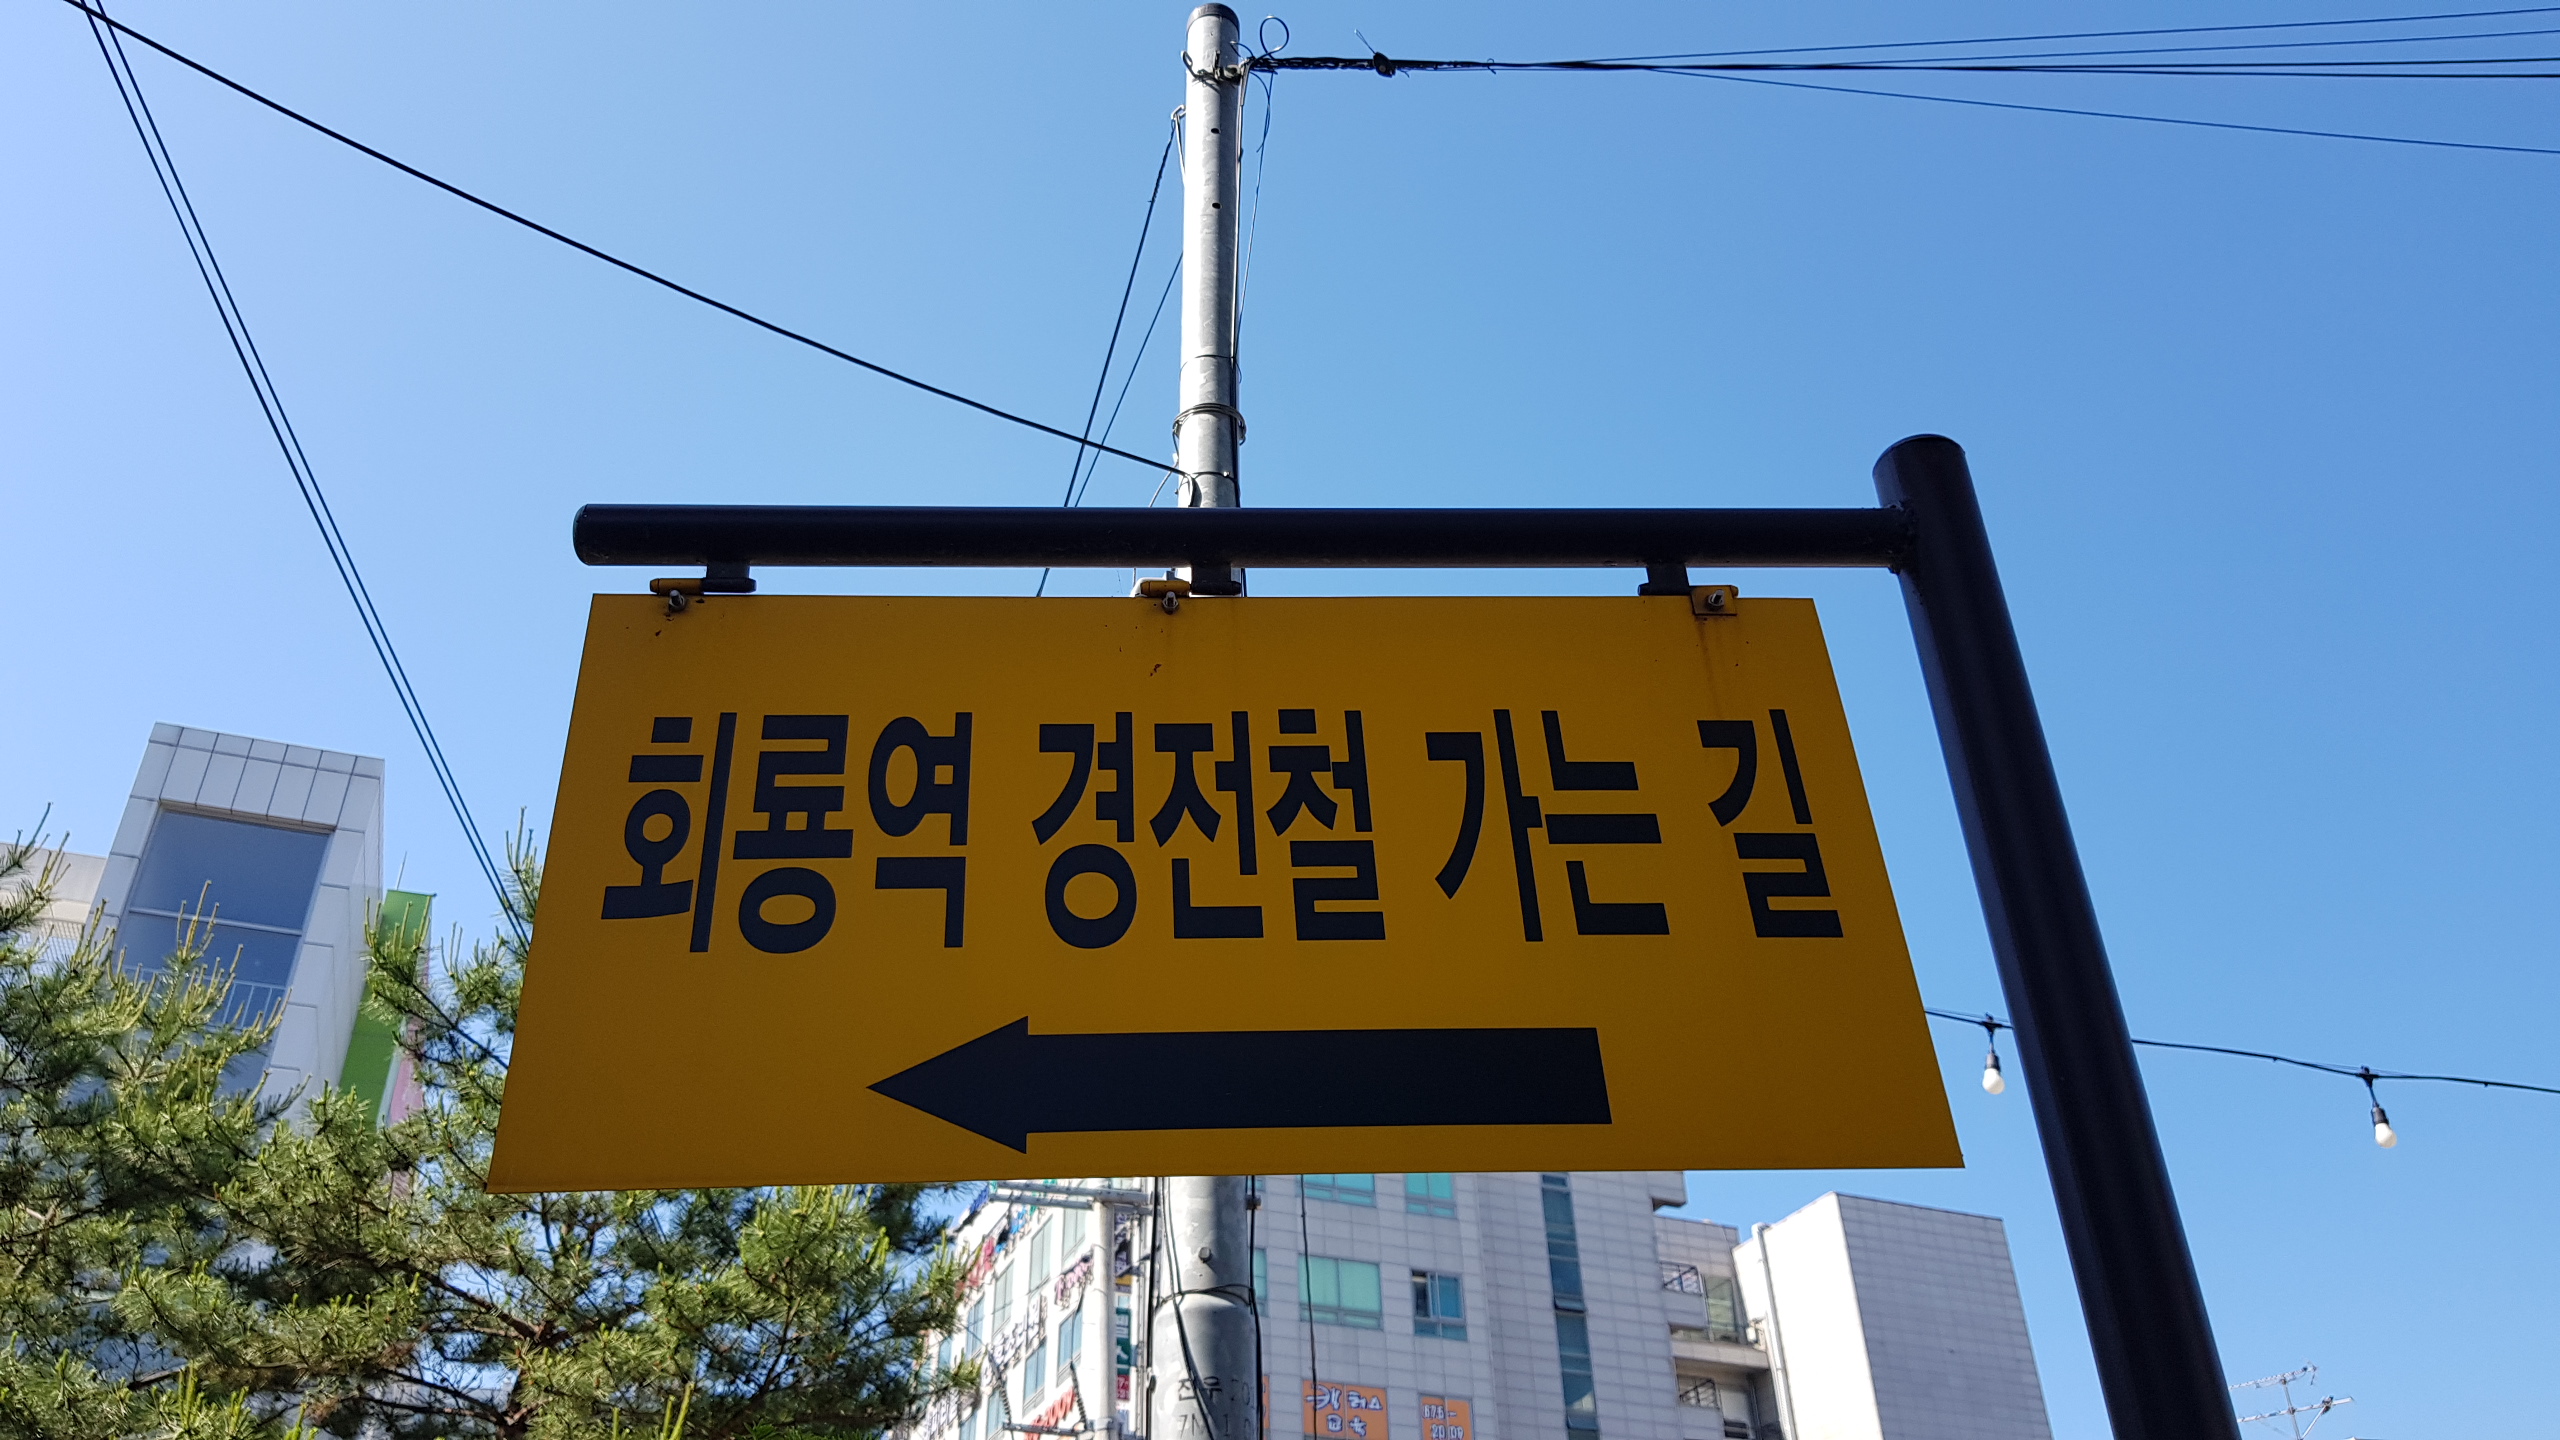 회룡역 경전철 가는 길